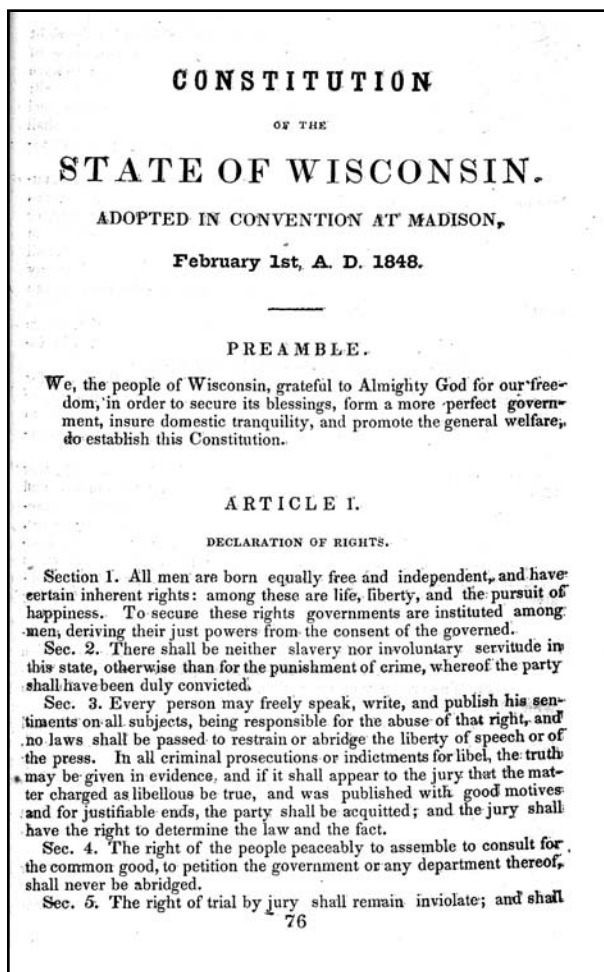 CONSTITUTION
OF THE
STATE OF WISCONSIN.
ADOPTED IN CONVENTION AT MADISON,
February 1st, A. D. 1848.
PREAMBLE.
We, the people of Wisconsin, grateful to Almighty God for our free-
dom, in order to secure its blessings, form a more perfect govern-
ment, insure domestic tranquility, and promote the general welfare,
do establish this Constitution.
ARTICLE I.
DECLARATION OF RIGHTS.
Section 1. All men are born equally free and independent, and have
certain inherent rights: among these are life, liberty, and the pursuit of
happiness. To secure these rights governments are instituted among
men, deriving their just powers from the consent of the governed.
Sec. 2. There shall be neither slavery nor involuntary servitude in
this state, otherwise than for the punishment of crime, whereof the party
shall have been duly convicted.
Sec. 3. Every person may freely speak, write, and publish his sen-
timents on all subjects, being responsible for the abuse of that right, and
no laws shall be passed to restrain or abridge the liberty of speech or of
the press. In all criminal prosecutions or indictments for libel, the truth
may be given in evidence, and if it shall appear to the jury that the mat-
ter charged as libellous be true, and was published with good motives
and for justifiable ends, the party shall be acquitted; and the jury shall
have the right to determine the law and the fact.
Sec. 4. The right of the people peaceably to assemble to consult for
the common good, to petition the government or any department thereof,
shall never be abridged.
Sec. 5. The right of trial by jury shall remain inviolate; and shall
76